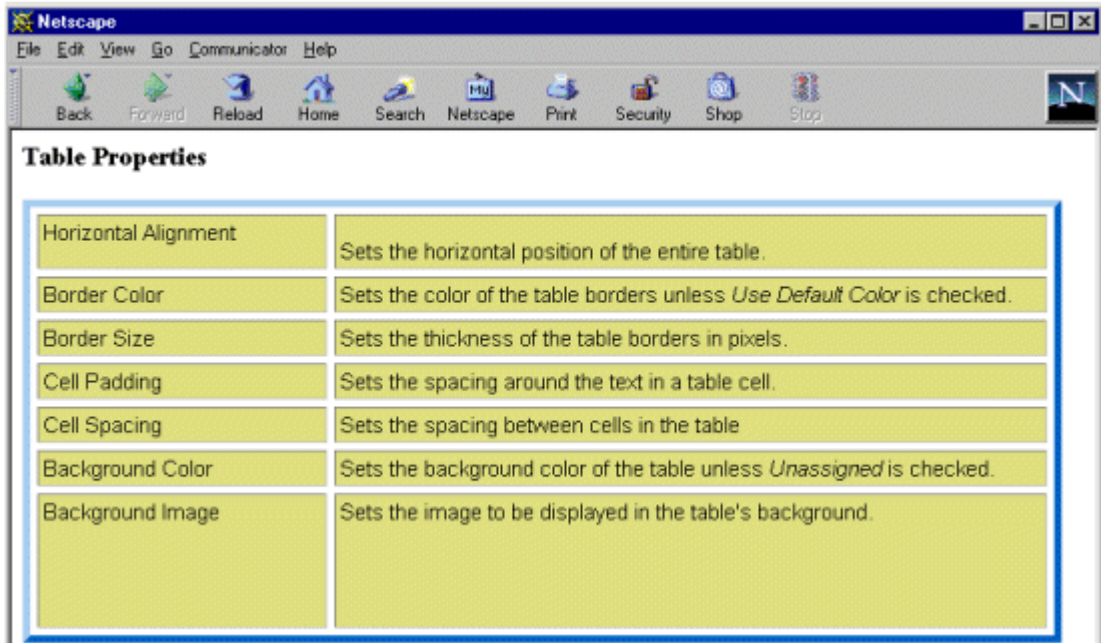 Netscape
File Edit View Go Communicator Help
My
Back Forward Reload Home Search Netscape Print Security Shop Stop
N
Table Properties
Horizontal Alignment
Sets the horizontal position of the entire table.
Border Color Sets the color of the table borders unless Use Default Color is checked.
Border Size Sets the thickness of the table borders in pixels.
Cell Padding Sets the spacing around the text in a table cell.
Cell Spacing Sets the spacing between cells in the table
Background Color Sets the background color of the table unless Unassigned is checked.
Background Image Sets the image to be displayed in the table's background.